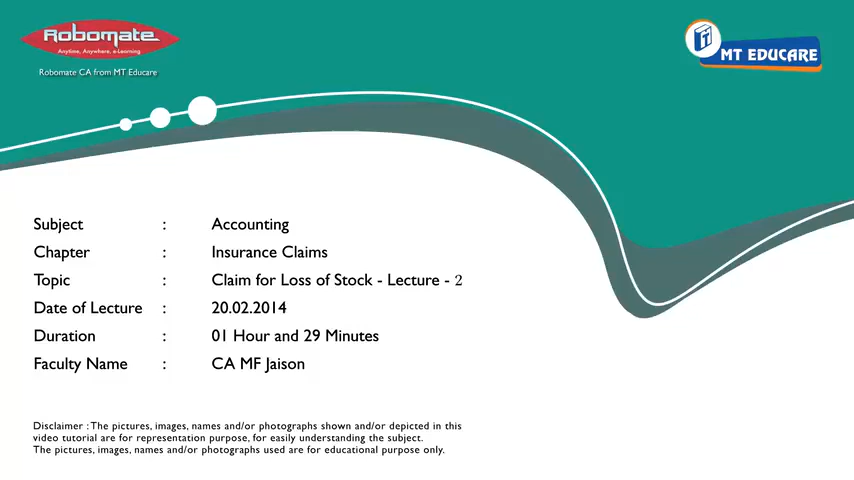 Robomate
Anytime, Anywhere, e-Learning
Robomate CA from MT Educare
MT EDUCARE
Subject : Accounting
Chapter : Insurance Claims
Topic : Claim for Loss of Stock - Lecture - 2
Date of Lecture : 20.02.2014
Duration : 01 Hour and 29 Minutes
Faculty Name : CA MF Jaison
Disclaimer : The pictures, images, names and/or photographs shown and/or depicted in this
video tutorial are for representation purpose, for easily understanding the subject.
The pictures, images, names and/or photographs used are for educational purpose only.